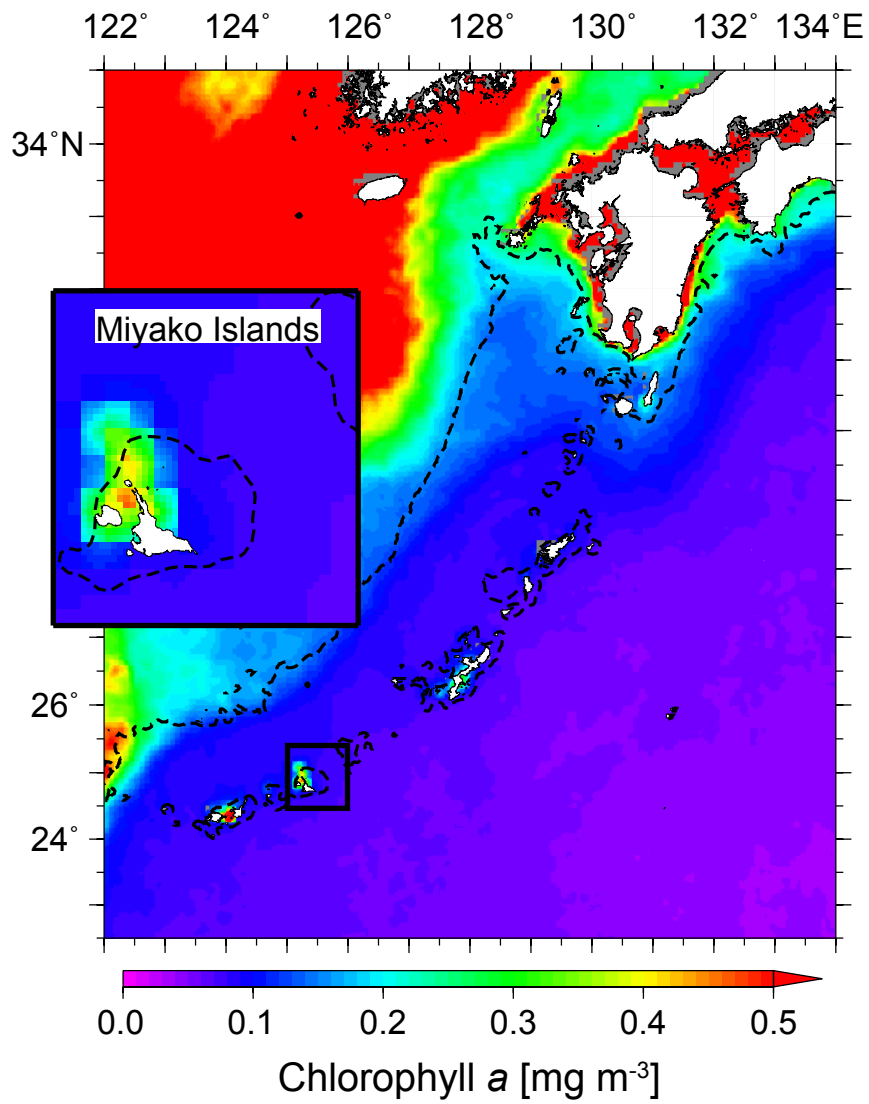 122˚ 124˚ 126˚ 128˚ 130˚ 132˚ 134˚E
34˚N
Miyako Islands
26˚
24˚
0.0 0.1 0.2 0.3 0.4 0.5
Chlorophyll a [mg m⁻³]